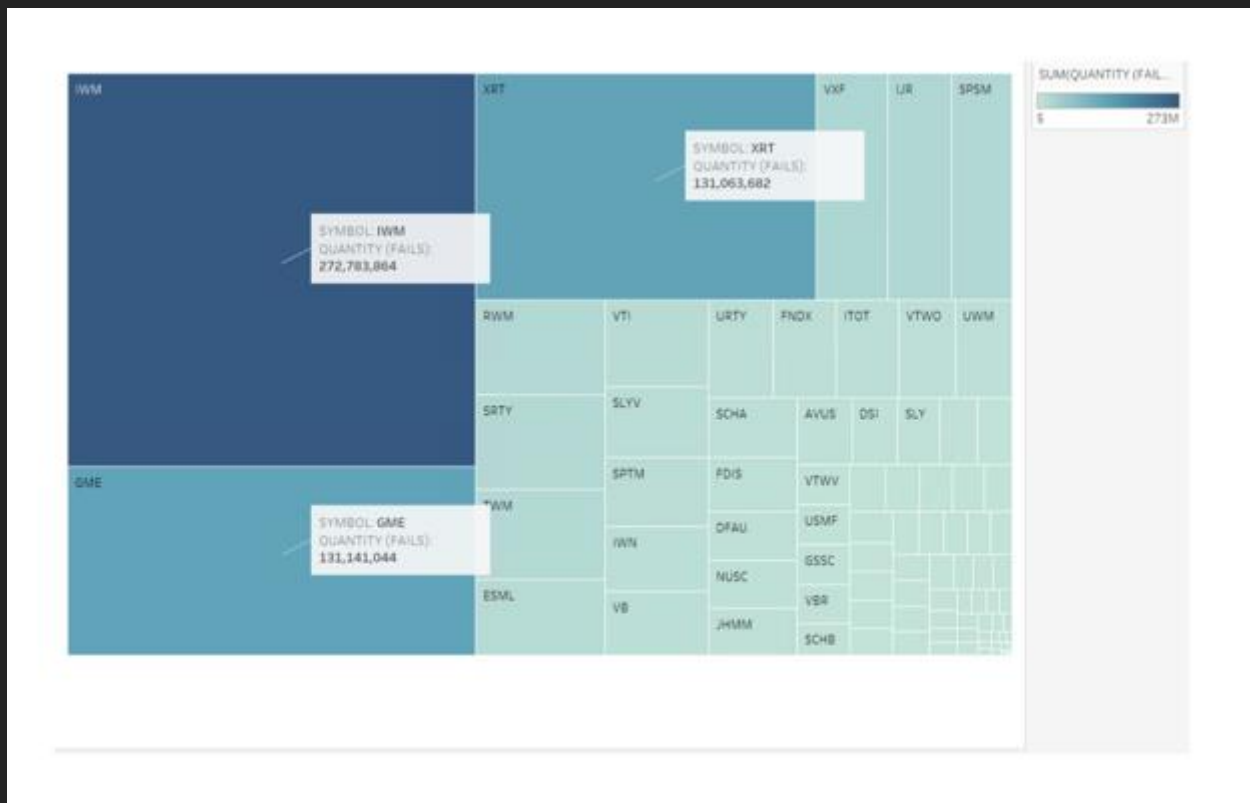 IWM
XRT
VXF
IJR
SPSM
SUM(QUANTITY (FAIL...
5
273M
SYMBOL: XRT
QUANTITY (FAILS):
131,063,682
SYMBOL: IWM
QUANTITY (FAILS):
272,783,864
RWM
VTI
URTY
FNDX
ITOT
VTWO
UWM
SRTY
SLYV
SCHA
AVUS
DSI
SLY
GME
SPTM
FDIS
VTWV
TWM
SYMBOL: GME
QUANTITY (FAILS):
131,141,044
IWN
DFAU
USMF
GSSC
ESML
VB
NUSC
VBR
JHMM
SCHB